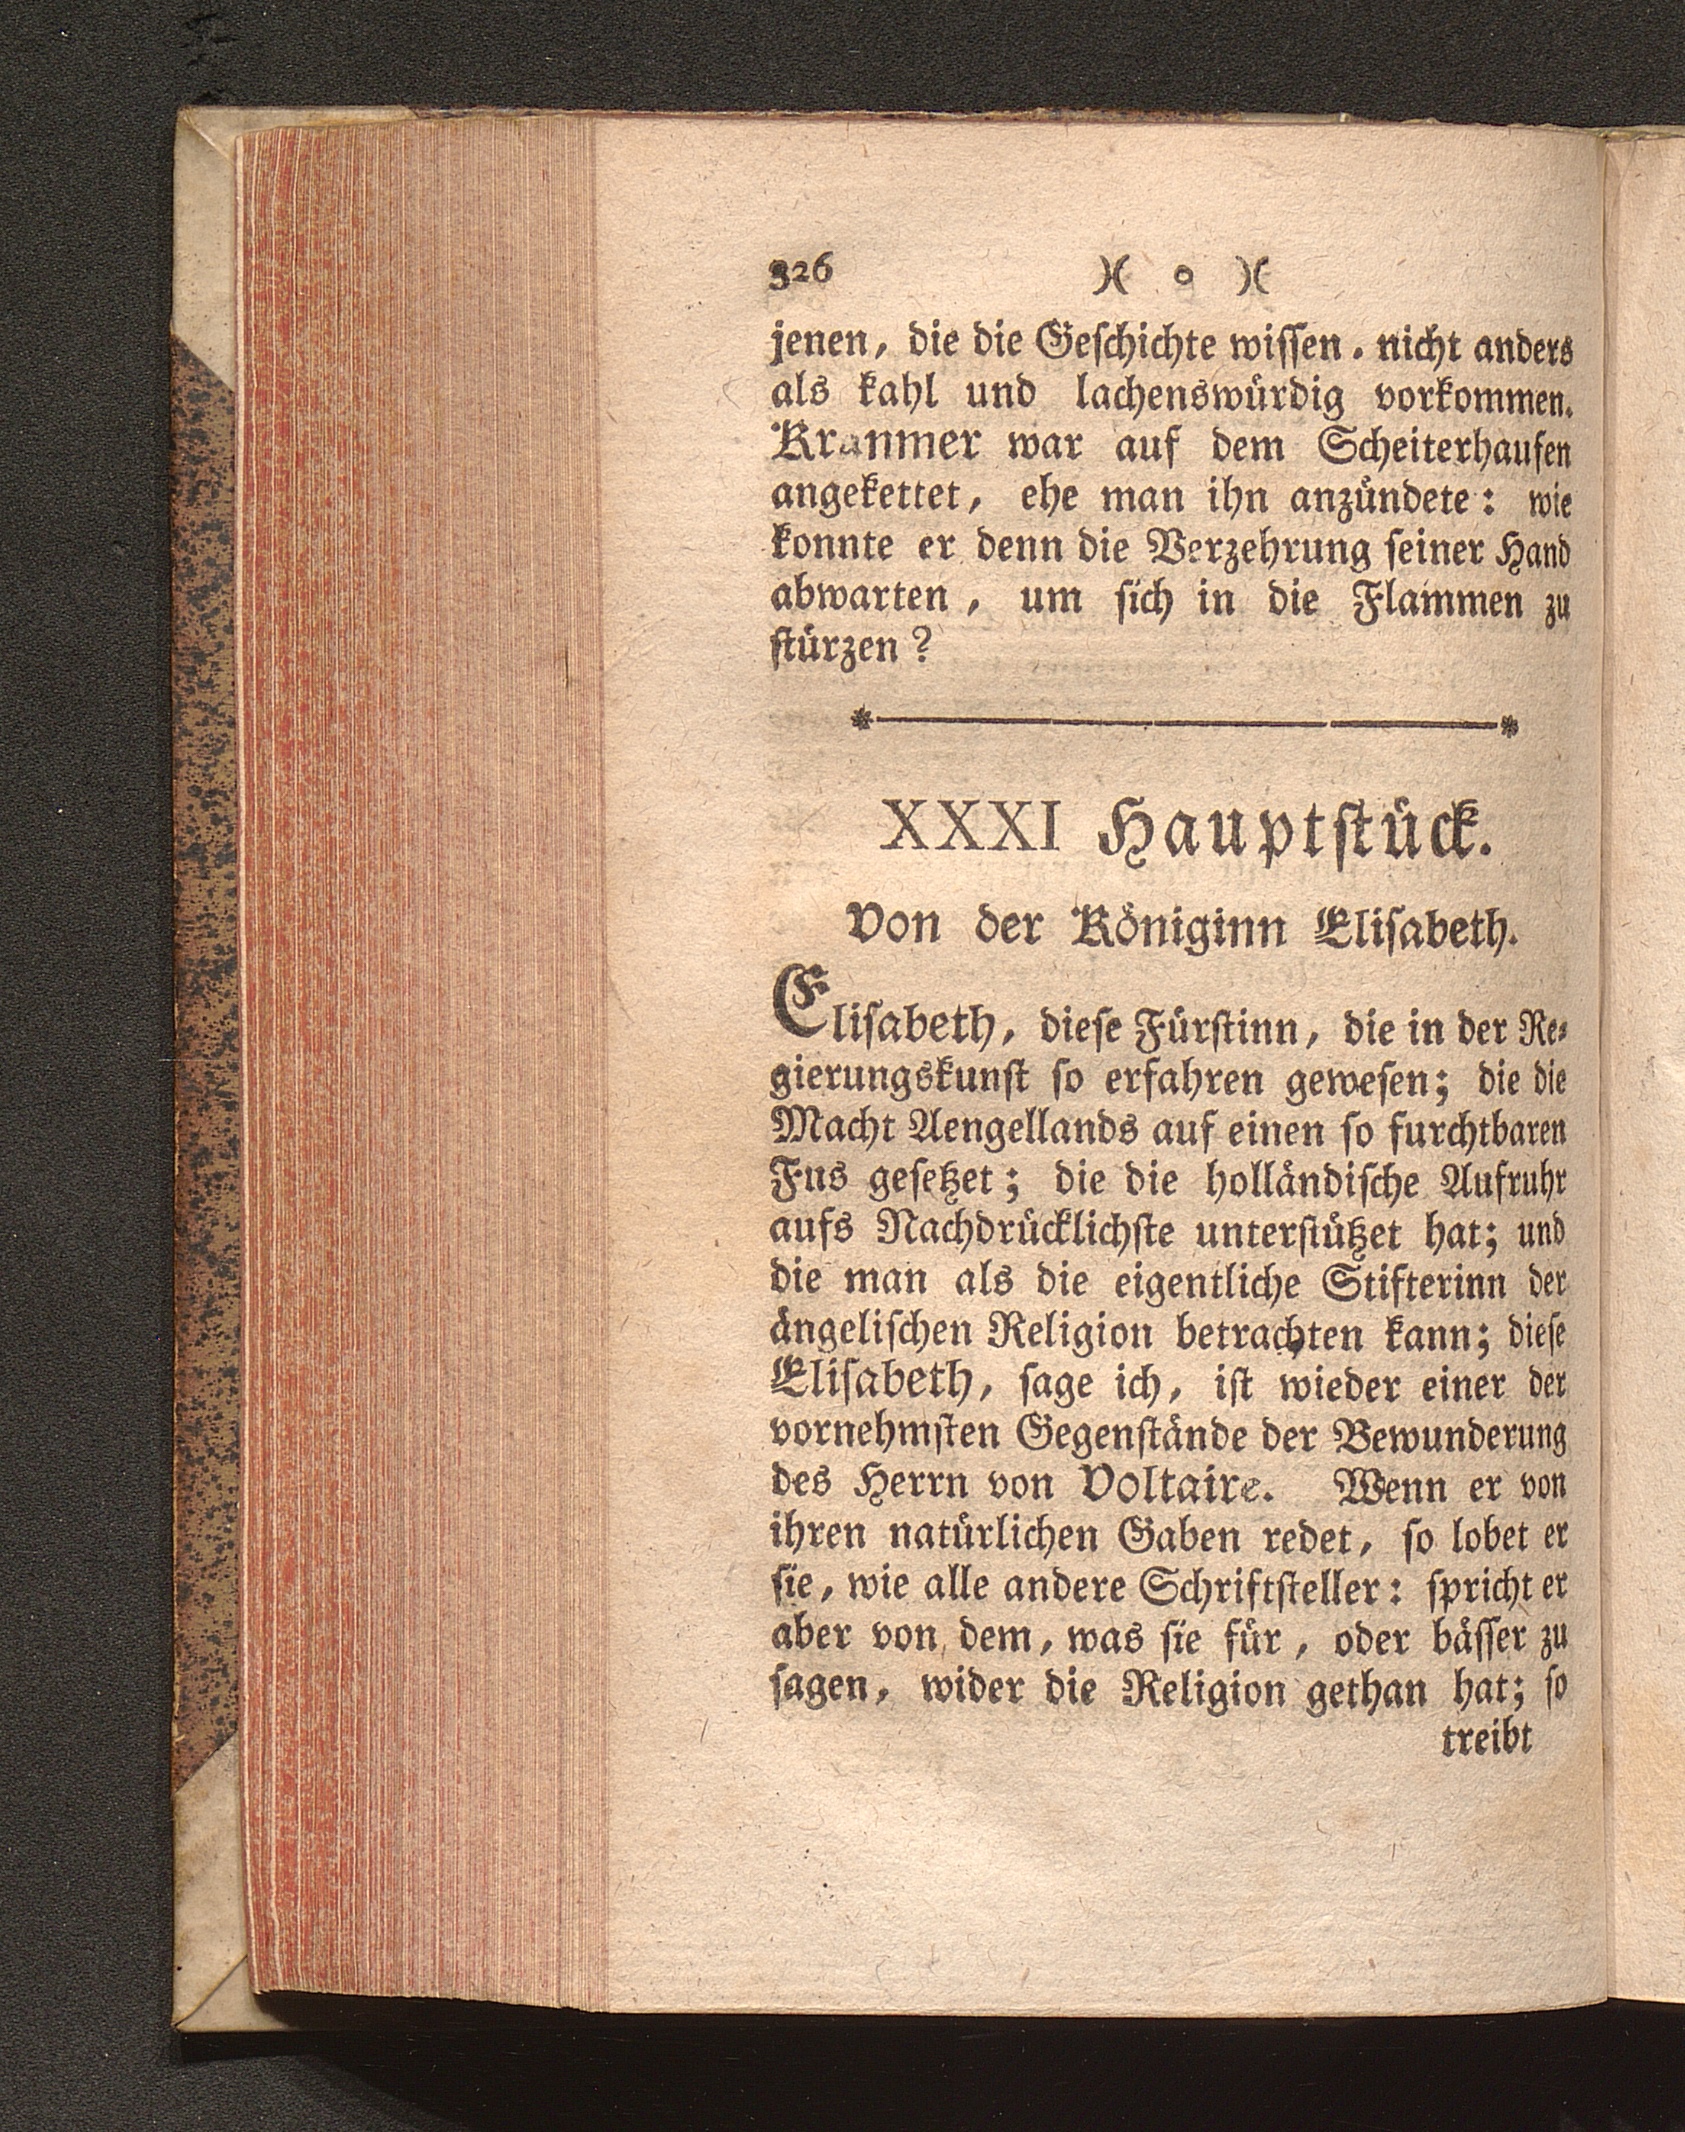 326 )( o )(
jenen, die die Geſchichte wiſſen. nicht anders
als kahl und lachenswürdig vorkommen.
Kranmer war auf dem Scheiterhaufen
angekettet, ehe man ihn anzündete: wie
konnte er denn die Verzehrung ſeiner Hand
abwarten, um ſich in die Flammen zu
ſtürzen?
XXXI Hauptſtück.
Von der Königinn Eliſabeth.
Eliſabeth, dieſe Fürſtinn, die in der Re⸗
gierungskunſt ſo erfahren geweſen; die die
Macht Aengellands auf einen ſo furchtbaren
Fus geſetzet; die die holländiſche Aufruhr
aufs Nachdrücklichſte unterſtützet hat; und
die man als die eigentliche Stifterinn der
ängeliſchen Religion betrachten kann; dieſe
Eliſabeth, ſage ich, iſt wieder einer der
vornehmſten Gegenſtände der Bewunderung
des Herrn von Voltaire. Wenn er von
ihren natürlichen Gaben redet, ſo lobet er
ſie, wie alle andere Schriftſteller: ſpricht er
aber von dem, was ſie für, oder bäſſer zu
ſagen, wider die Religion gethan hat; ſo
treibt